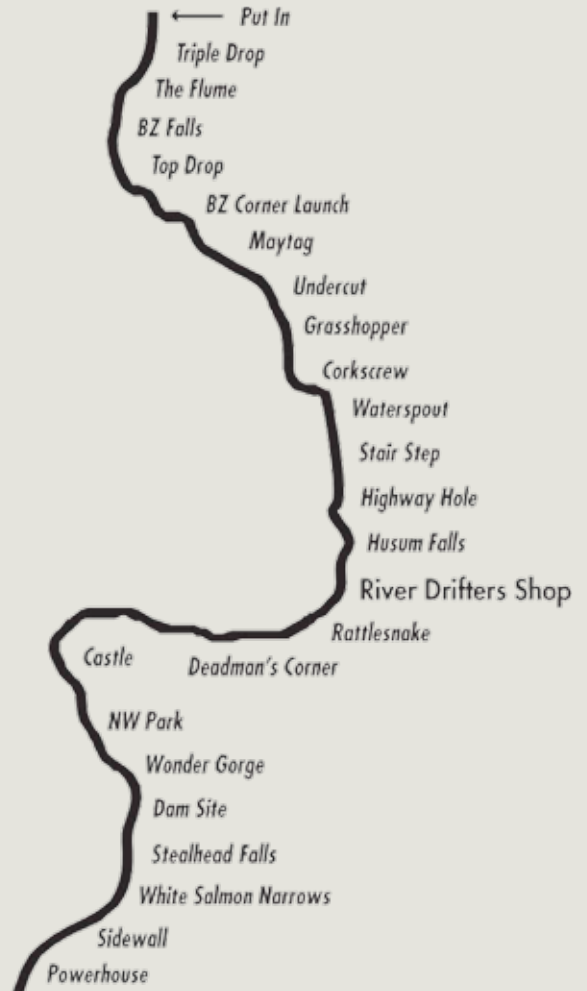 Put In
Triple Drop
The Flume
BZ Falls
Top Drop
BZ Corner Launch
Maytag
Undercut
Grasshopper
Corkscrew
Waterspout
Stair Step
Highway Hole
Husum Falls
River Drifters Shop
Rattlesnake
Deadman's Corner
Castle
NW Park
Wonder Gorge
Dam Site
Stealhead Falls
White Salmon Narrows
Sidewall
Powerhouse